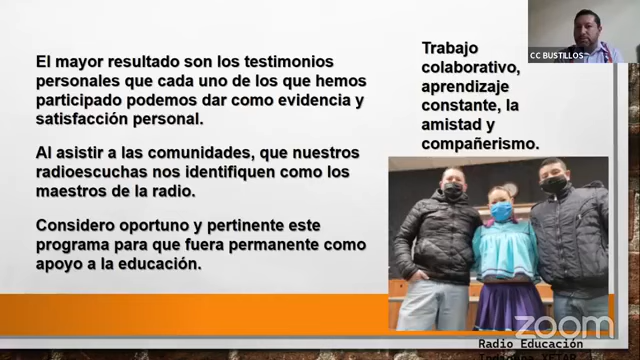 El mayor resultado son los testimonios
personales que cada uno de los que hemos
participado podemos dar como evidencia y
satisfacción personal.
Al asistir a las comunidades, que nuestros
radioescuchas nos identifiquen como los
maestros de la radio.
Considero oportuno y pertinente este
programa para que fuera permanente como
apoyo a la educación.
Trabajo
colaborativo,
aprendizaje
constante, la
amistad y
compañerismo.
CC BUSTILLOS
zoom
Radio Educación